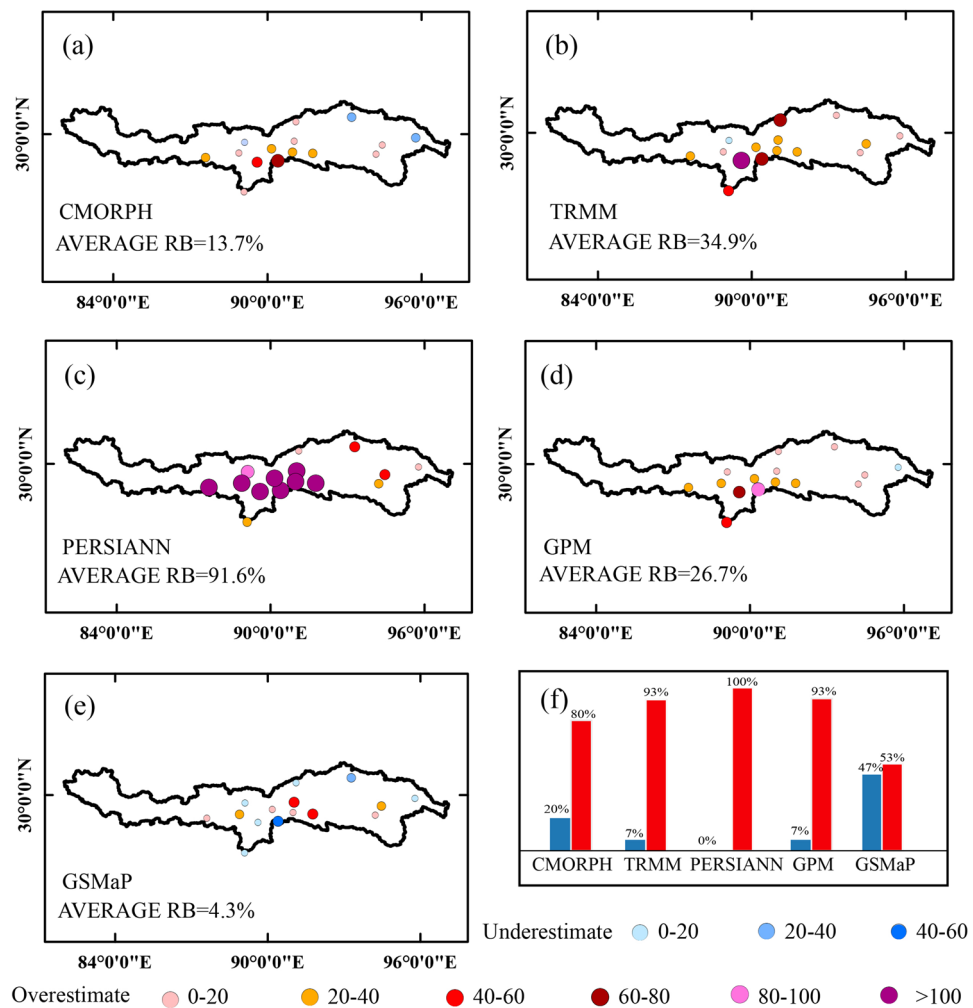 (a)
30°0'0"N
CMORPH
AVERAGE RB=13.7%
84°0'0"E 90°0'0"E 96°0'0"E
(b)
30°0'0"N
TRMM
AVERAGE RB=34.9%
84°0'0"E 90°0'0"E 96°0'0"E
(c)
30°0'0"N
PERSIANN
AVERAGE RB=91.6%
84°0'0"E 90°0'0"E 96°0'0"E
(d)
30°0'0"N
GPM
AVERAGE RB=26.7%
84°0'0"E 90°0'0"E 96°0'0"E
(e)
30°0'0"N
GSMaP
AVERAGE RB=4.3%
84°0'0"E 90°0'0"E 96°0'0"E
(f)
20% 80% 7% 93% 0% 100% 7% 93% 47% 53%
CMORPH TRMM PERSIANN GPM GSMaP
Underestimate 0-20 20-40 40-60
Overestimate 0-20 20-40 40-60 60-80 80-100 >100